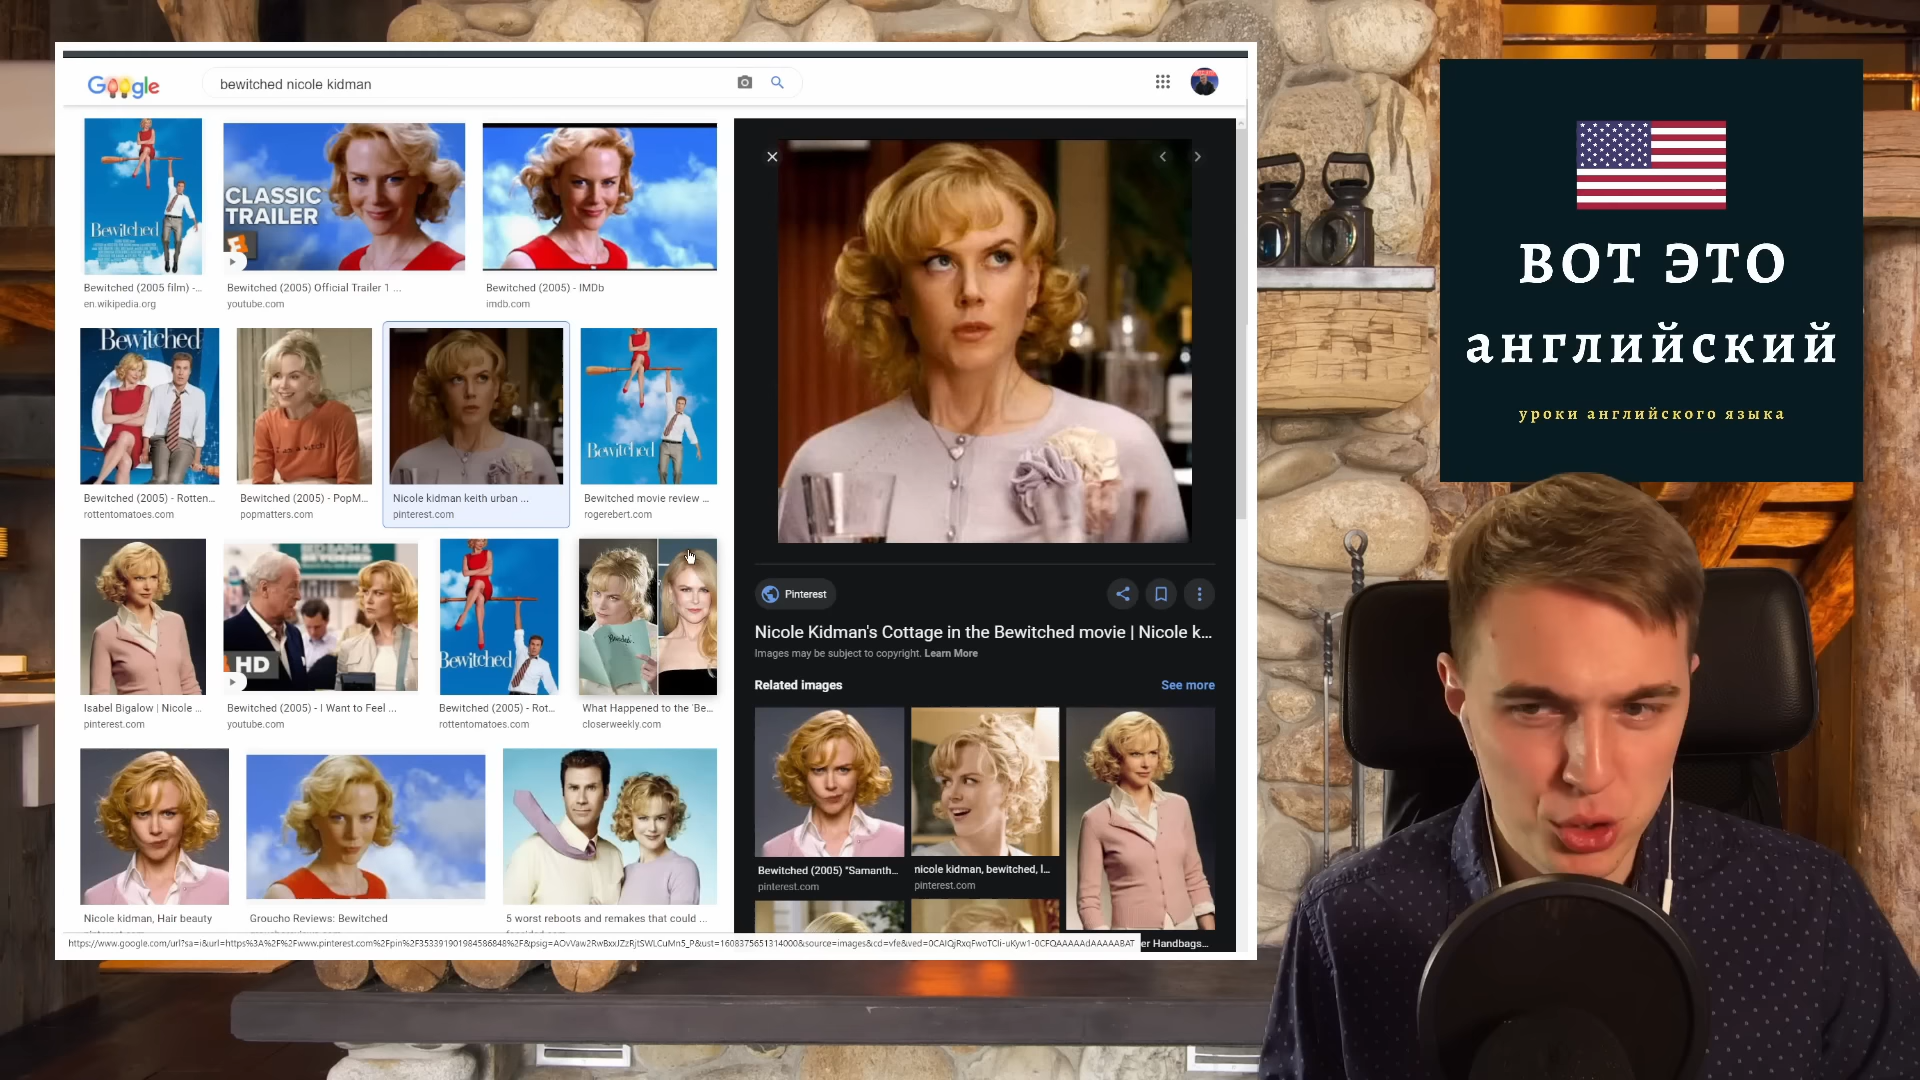 Google
bewitched nicole kidman
Bewitched
Bewitched (2005 film) -...
en.wikipedia.org
CLASSIC
TRAILER
Bewitched (2005) Official Trailer 1 ...
youtube.com
Bewitched (2005) - IMDb
imdb.com
Bewitched
Bewitched (2005) - Rotten...
rottentomatoes.com
Bewitched (2005) - PopM...
popmatters.com
Nicole kidman keith urban ...
pinterest.com
Bewitched
Bewitched movie review ...
rogerebert.com
Isabel Bigalow | Nicole ...
pinterest.com
HD
Bewitched (2005) - I Want to Feel ...
youtube.com
Bewitched
Bewitched (2005) - Rot...
rottentomatoes.com
Bewitched
What Happened to the 'Be...
closerweekly.com
Nicole kidman, Hair beauty
Groucho Reviews: Bewitched
5 worst reboots and remakes that could ...
Pinterest
Nicole Kidman's Cottage in the Bewitched movie | Nicole k...
Images may be subject to copyright. Learn More
Related images
See more
Bewitched (2005) "Samanth...
pinterest.com
nicole kidman, bewitched, l...
pinterest.com
er Handbags...
ВОТ ЭТО
английский
уроки английского языка